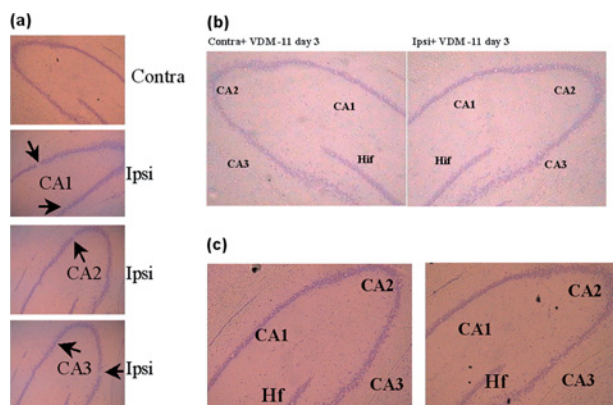 (a)
Contra
CA1
Ipsi
CA2
Ipsi
CA3
Ipsi
(b)
Contra+ VDM -11 day 3
Ipsi+ VDM -11 day 3
CA2
CA1
CA3
Hif
CA1
CA2
Hif
CA3
(c)
CA2
CA1
CA3
Hf
CA2
CA1
Hf
CA3